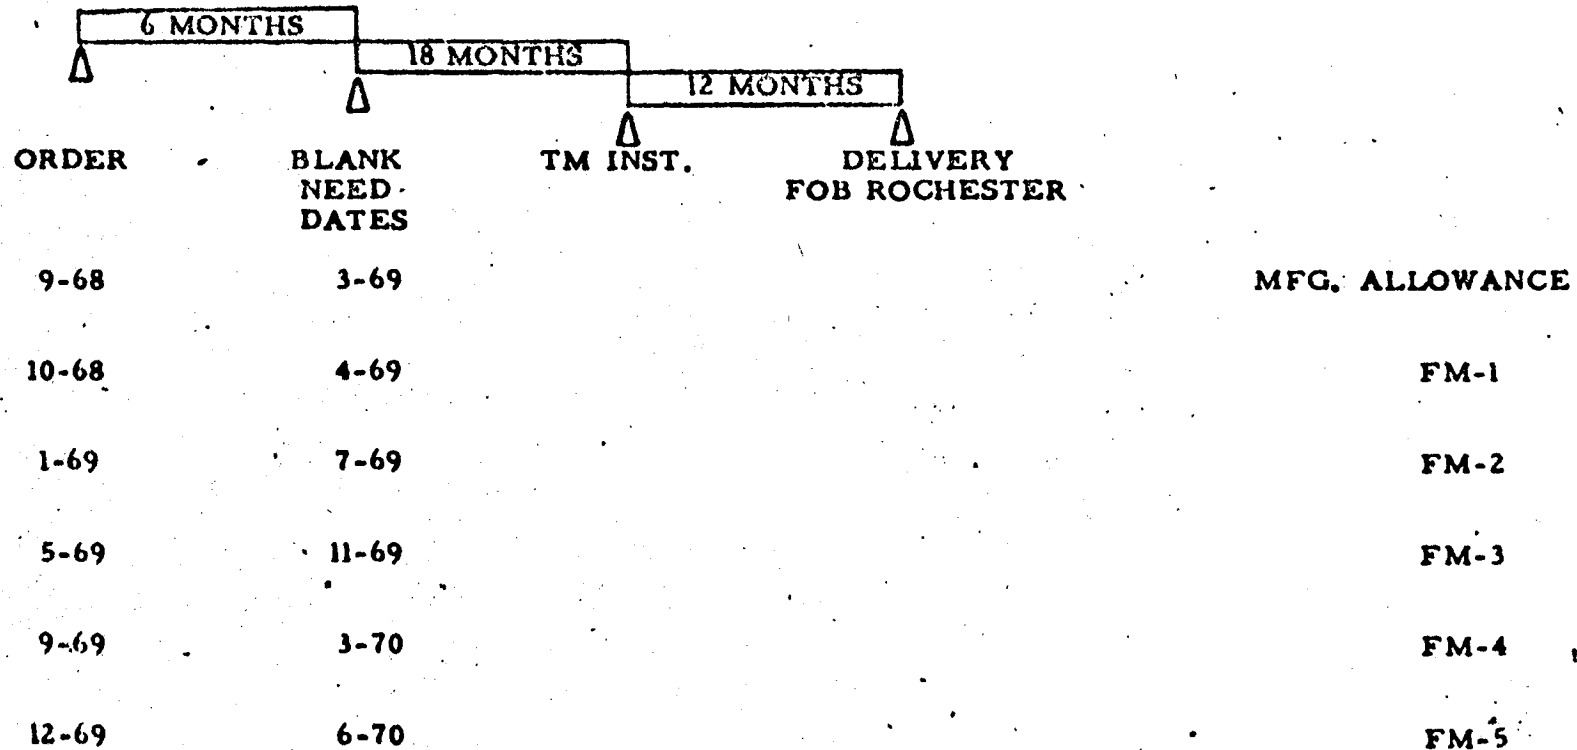 6 MONTHS
18 MONTHS
12 MONTHS
ORDER BLANK TM INST. DELIVERY
NEED FOB ROCHESTER
DATES
9-68 3-69 MFG. ALLOWANCE
10-68 4-69 FM-1
1-69 7-69 FM-2
5-69 11-69 FM-3
9-69 3-70 FM-4
12-69 6-70 FM-5